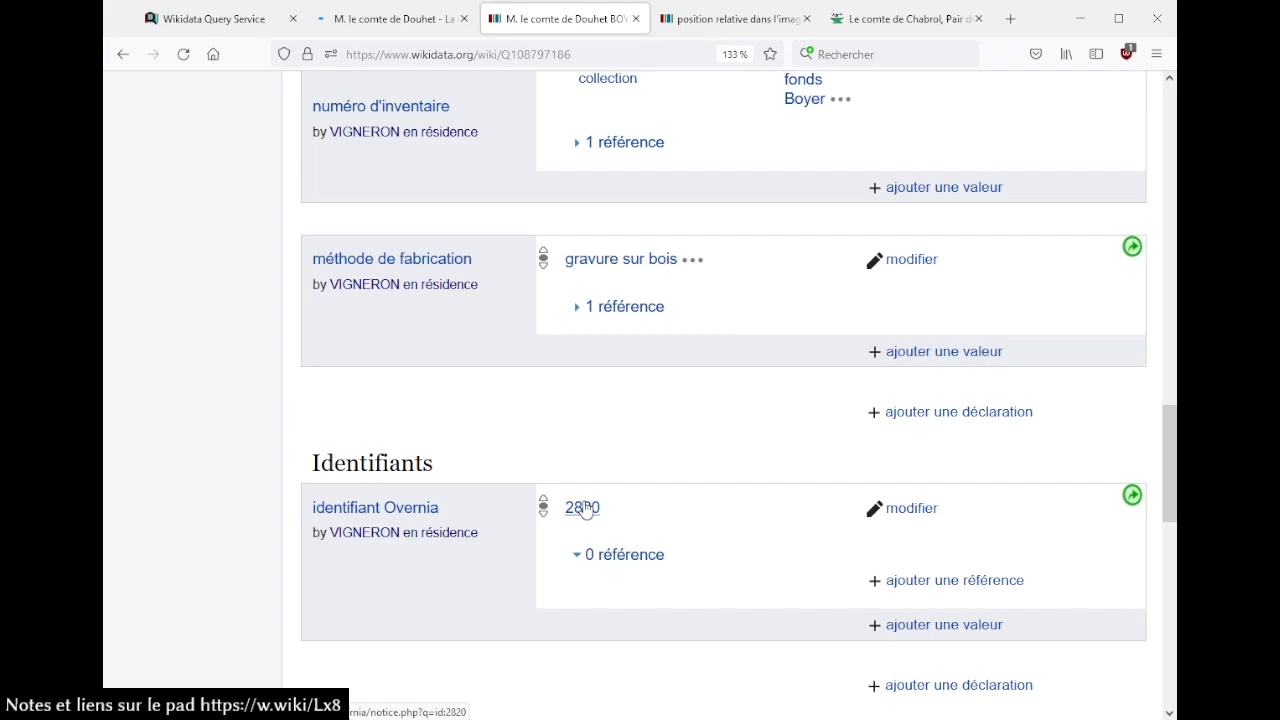 Wikidata Query Service
M. le comte de Douhet - La
M. le comte de Douhet BOY
position relative dans l'imag
Le comte de Chabrol, Pair d
https://www.wikidata.org/wiki/Q108797186
133 %
Rechercher
1
collection
fonds
Boyer •••
numéro d'inventaire
by VIGNERON en résidence
1 référence
+ ajouter une valeur
méthode de fabrication
by VIGNERON en résidence
gravure sur bois •••
modifier
1 référence
+ ajouter une valeur
+ ajouter une déclaration
Identifiants
identifiant Overnia
by VIGNERON en résidence
modifier
0 référence
+ ajouter une référence
+ ajouter une valeur
+ ajouter une déclaration
Notes et liens sur le pad https://w.wiki/Lx8
rnia/notice.php?q=id:2820